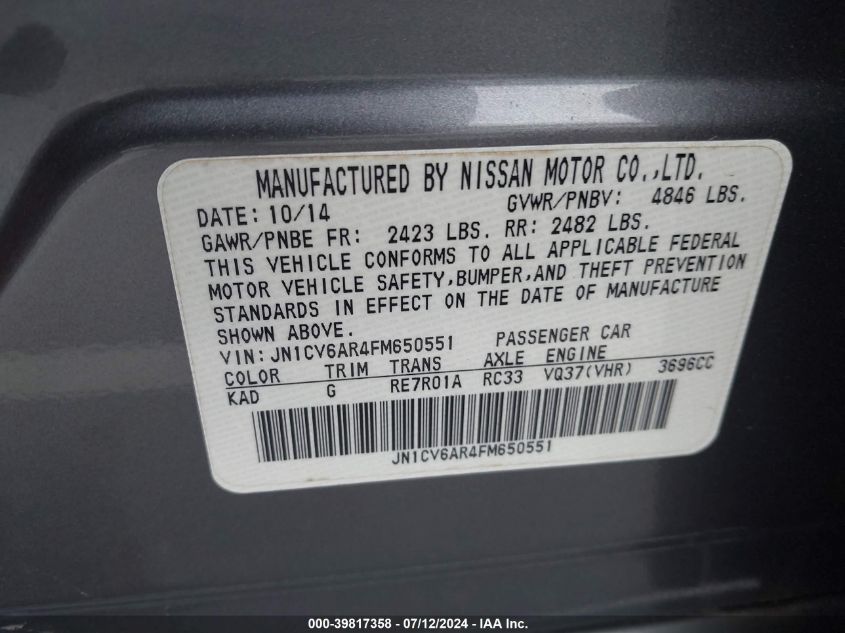 MANUFACTURED BY NISSAN MOTOR CO.,LTD.
DATE: 10/14 GVWR/PNBV: 4846 LBS.
GAWR/PNBE FR: 2423 LBS. RR: 2482 LBS.
THIS VEHICLE CONFORMS TO ALL APPLICABLE FEDERAL
MOTOR VEHICLE SAFETY,BUMPER,AND THEFT PREVENTION
STANDARDS IN EFFECT ON THE DATE OF MANUFACTURE
SHOWN ABOVE.
VIN:JN1CV6AR4FM650551 PASSENGER CAR
COLOR TRIM TRANS AXLE ENGINE
KAD G RE7R01A RC33 VQ37(VHR) 3696CC
JN1CV6AR4FM650551
000-39817358 - 07/12/2024 - IAA Inc.